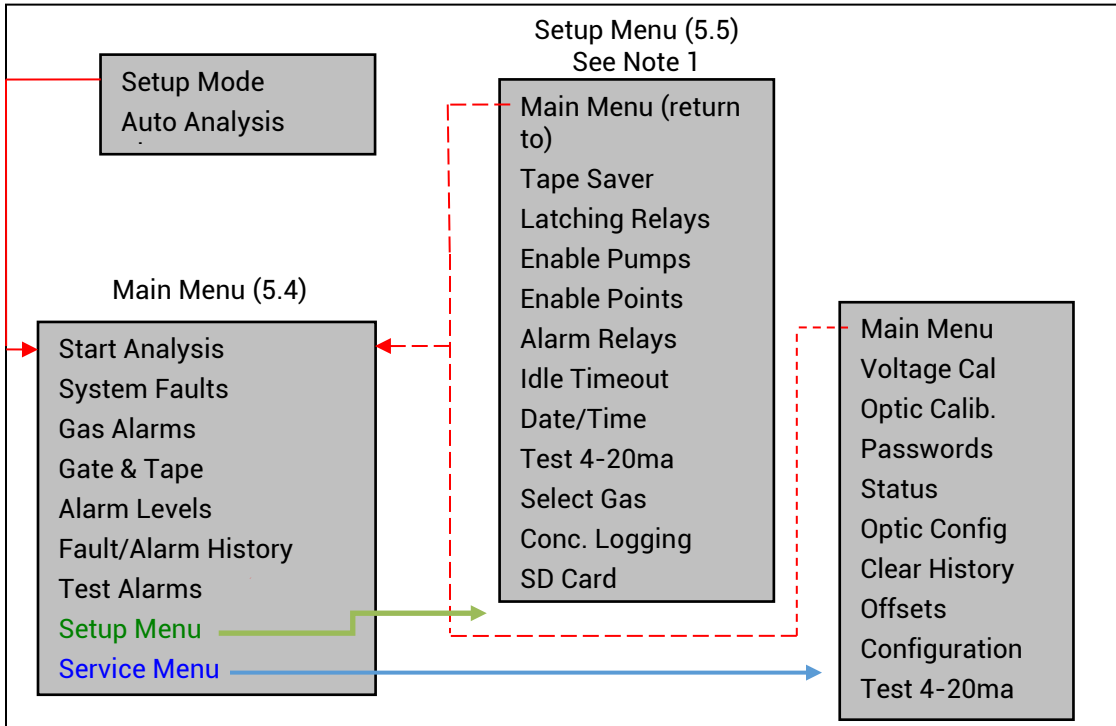 Setup Mode
Auto Analysis
Main Menu (5.4)
Start Analysis
System Faults
Gas Alarms
Gate & Tape
Alarm Levels
Fault/Alarm History
Test Alarms
Setup Menu
Service Menu
Setup Menu (5.5)
See Note 1
Main Menu (return
to)
Tape Saver
Latching Relays
Enable Pumps
Enable Points
Alarm Relays
Idle Timeout
Date/Time
Test 4-20ma
Select Gas
Conc. Logging
SD Card
Main Menu
Voltage Cal
Optic Calib.
Passwords
Status
Optic Config
Clear History
Offsets
Configuration
Test 4-20ma